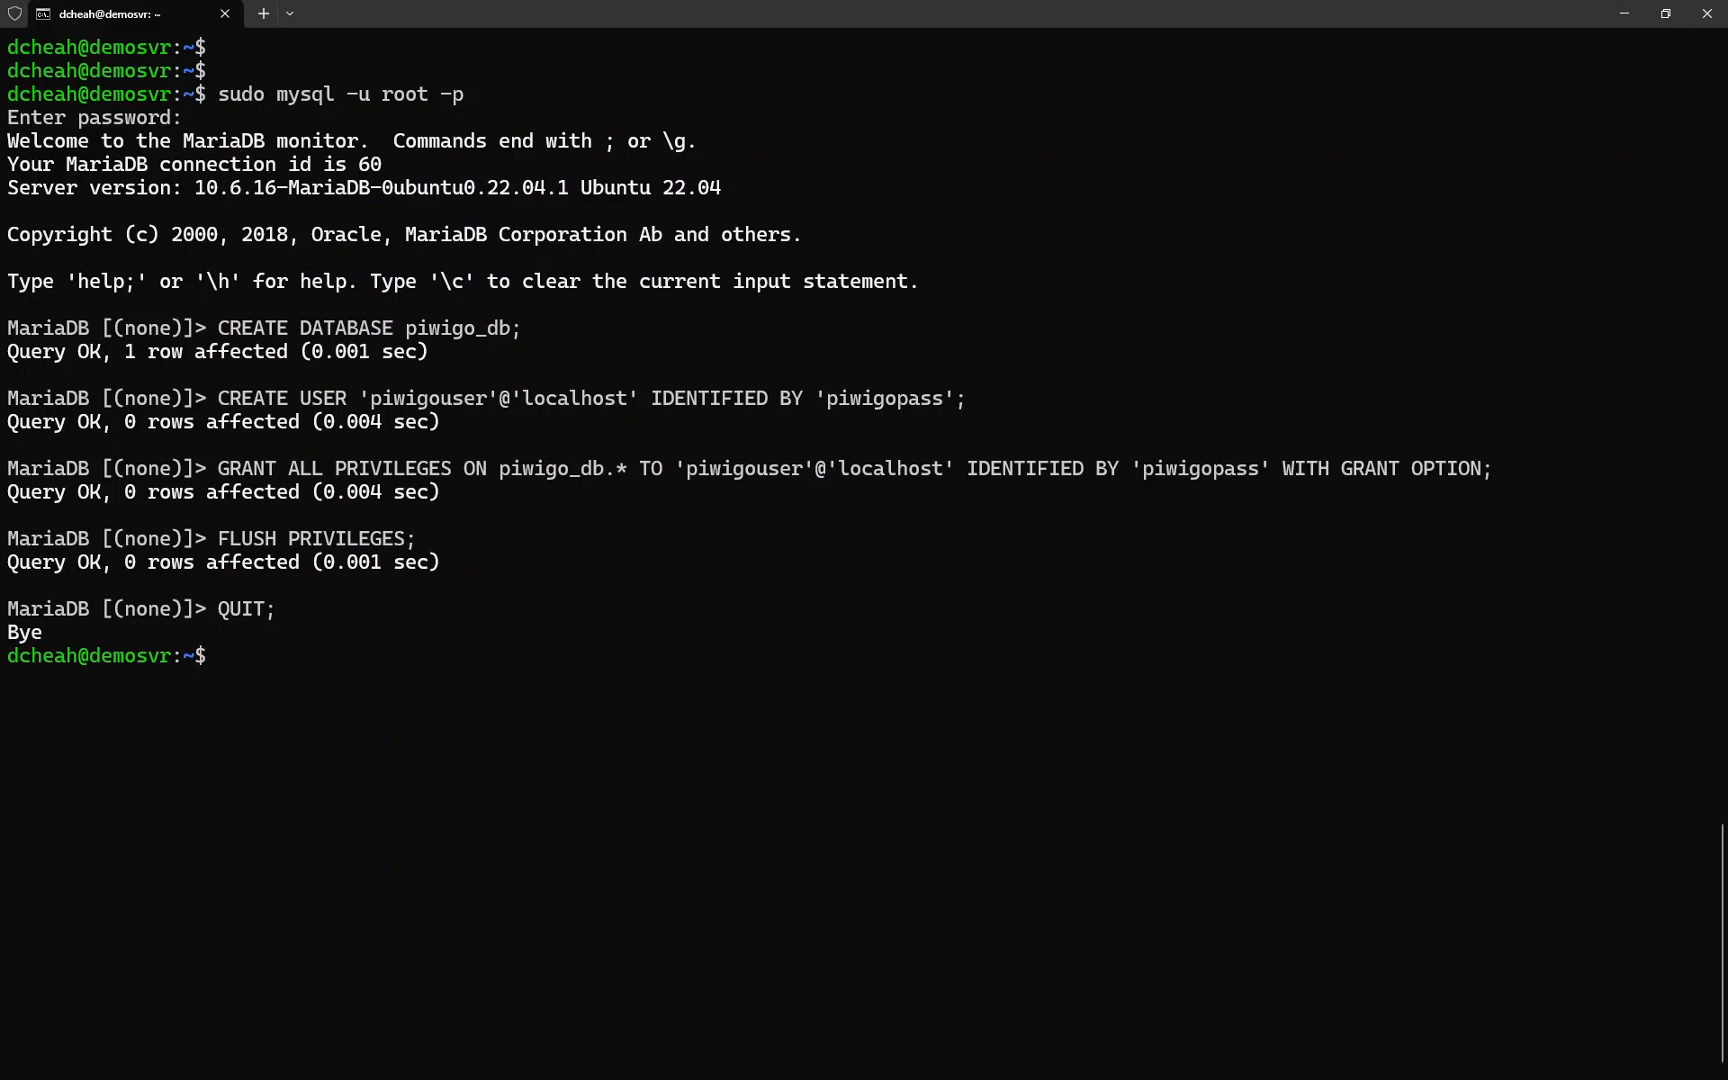 dcheah@demosvr: ~
dcheah@demosvr:~$
dcheah@demosvr:~$
dcheah@demosvr:~$ sudo mysql -u root -p
Enter password:
Welcome to the MariaDB monitor.  Commands end with ; or \g.
Your MariaDB connection id is 60
Server version: 10.6.16-MariaDB-0ubuntu0.22.04.1 Ubuntu 22.04
Copyright (c) 2000, 2018, Oracle, MariaDB Corporation Ab and others.
Type 'help;' or '\h' for help. Type '\c' to clear the current input statement.
MariaDB [(none)]> CREATE DATABASE piwigo_db;
Query OK, 1 row affected (0.001 sec)
MariaDB [(none)]> CREATE USER 'piwigouser'@'localhost' IDENTIFIED BY 'piwigopass';
Query OK, 0 rows affected (0.004 sec)
MariaDB [(none)]> GRANT ALL PRIVILEGES ON piwigo_db.* TO 'piwigouser'@'localhost' IDENTIFIED BY 'piwigopass' WITH GRANT OPTION;
Query OK, 0 rows affected (0.004 sec)
MariaDB [(none)]> FLUSH PRIVILEGES;
Query OK, 0 rows affected (0.001 sec)
MariaDB [(none)]> QUIT;
Bye
dcheah@demosvr:~$